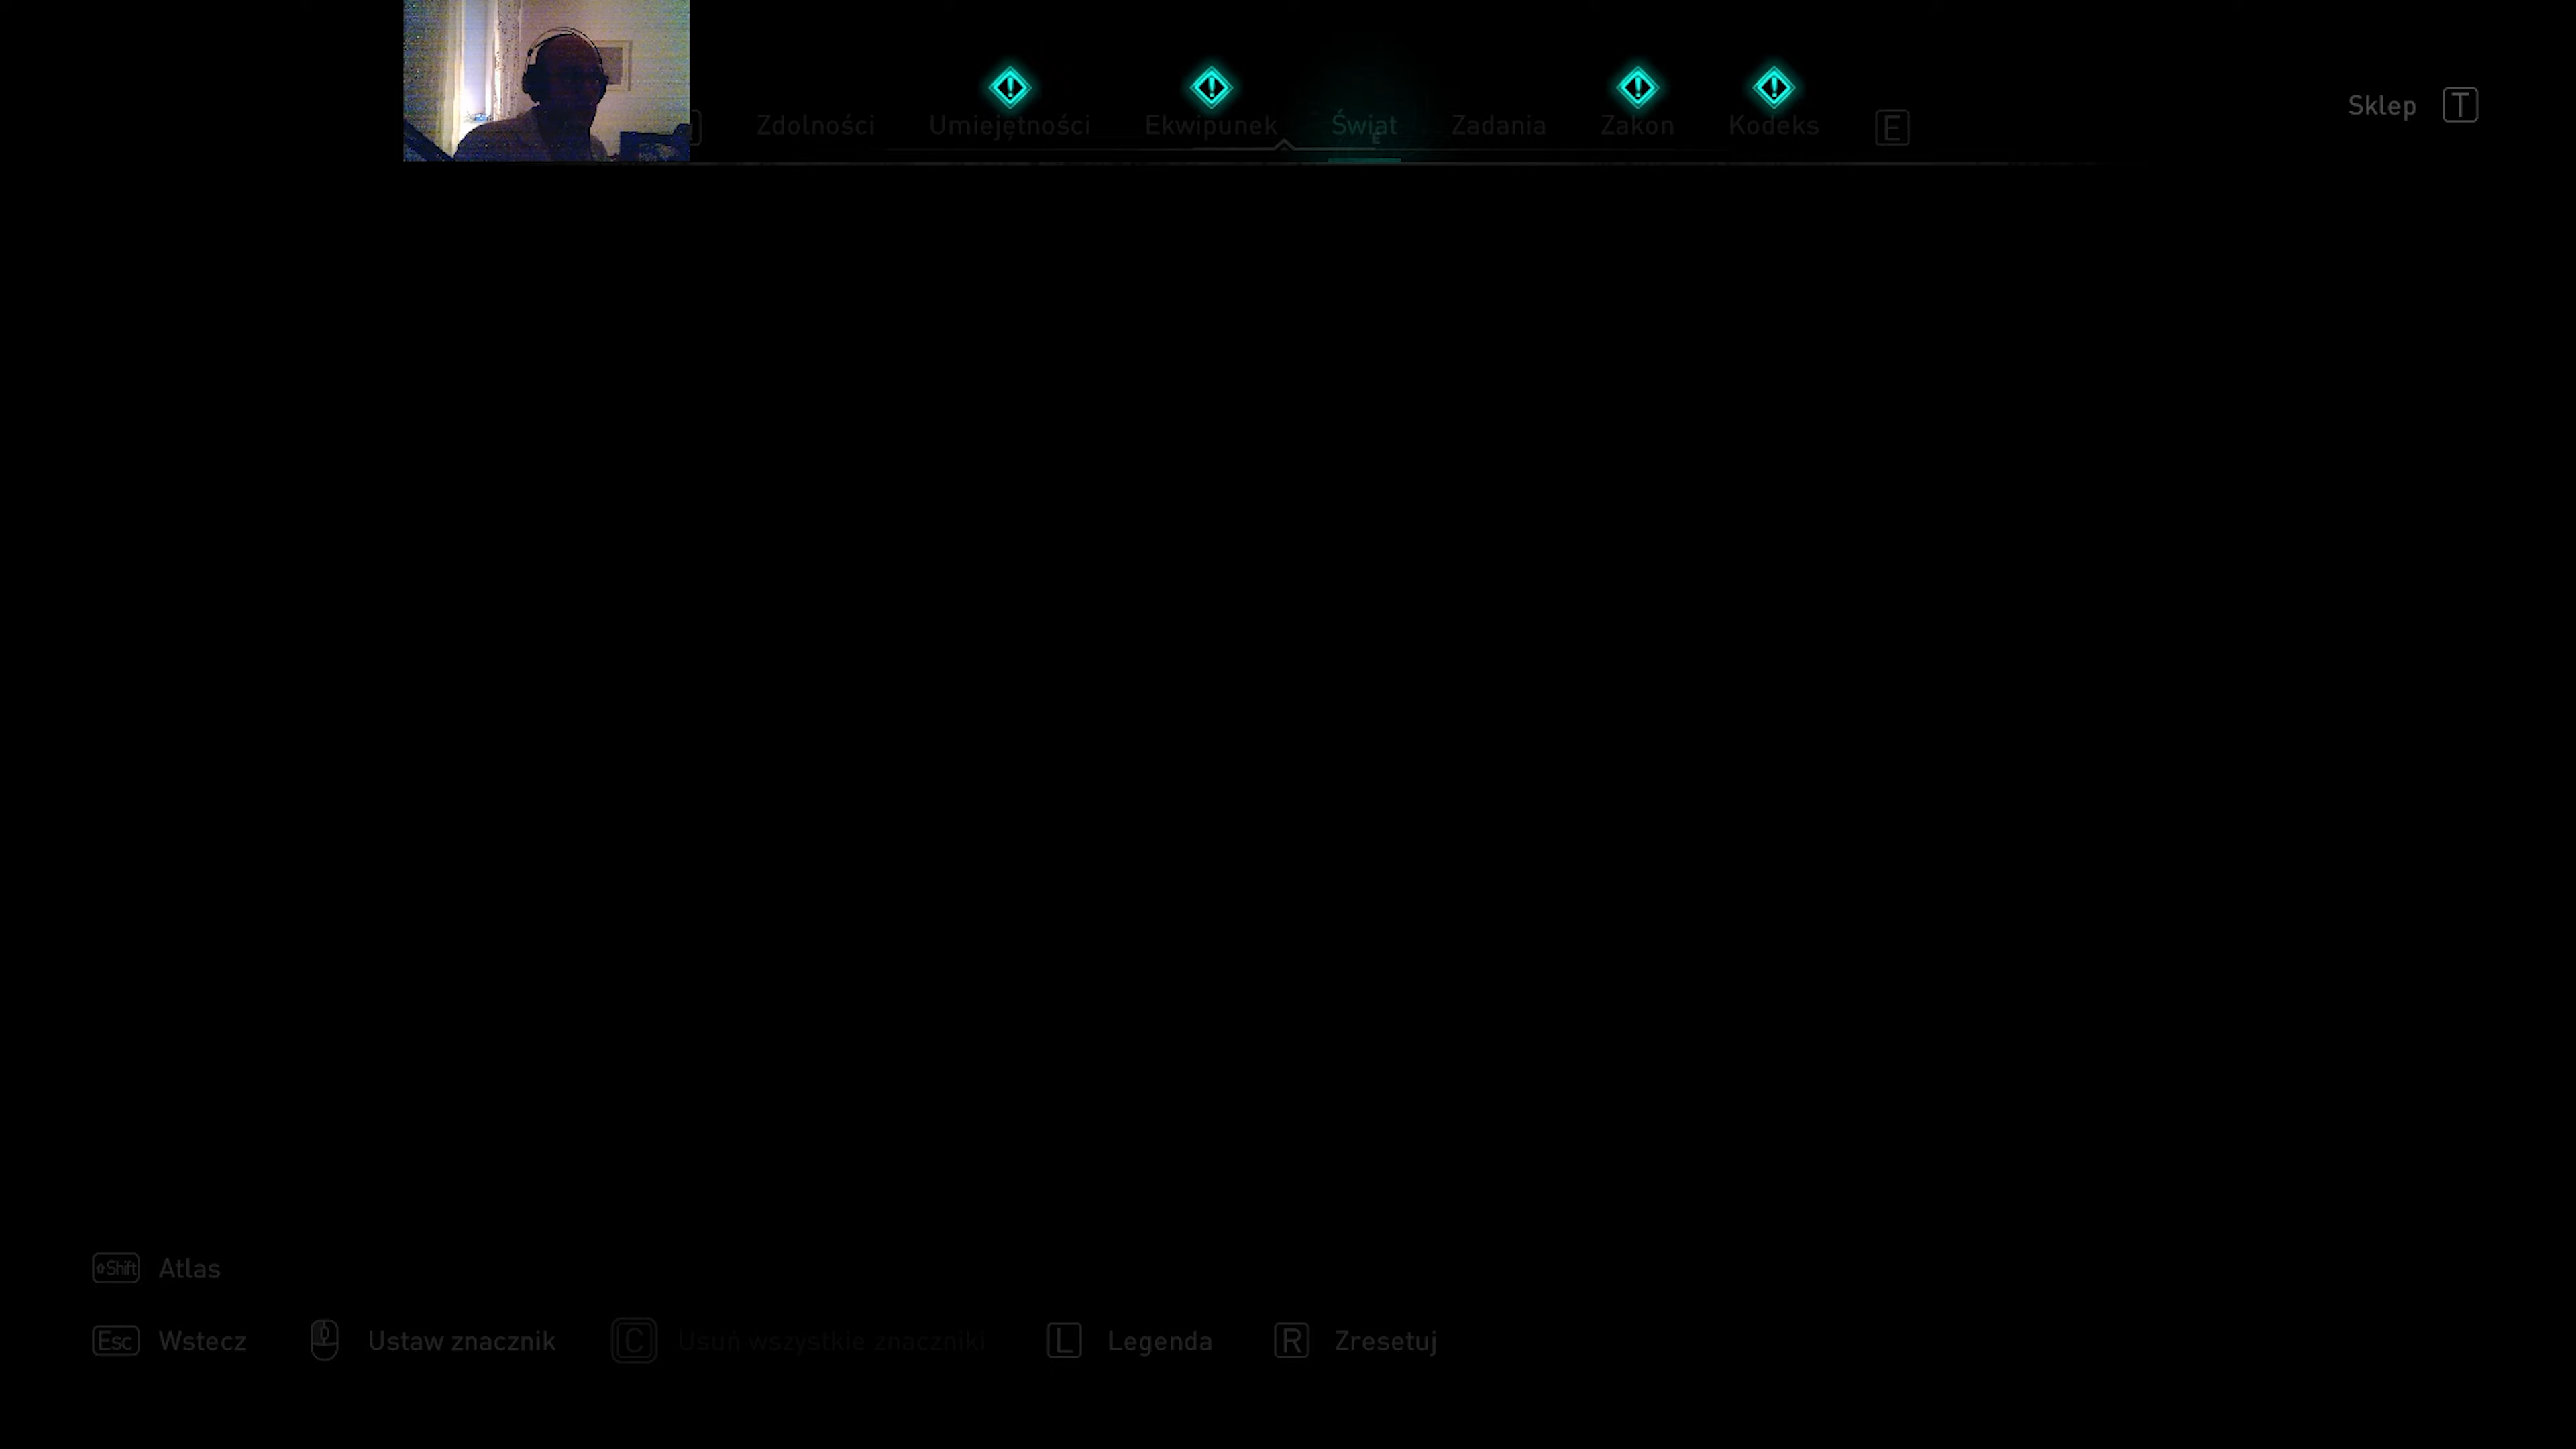 Zdolności Umiejętności Ekwipunek Świat Zadania Zakon Kodeks E
Sklep T
E
Shift Atlas
Esc Wstecz Ustaw znacznik C Usuń wszystkie znaczniki L Legenda R Zresetuj